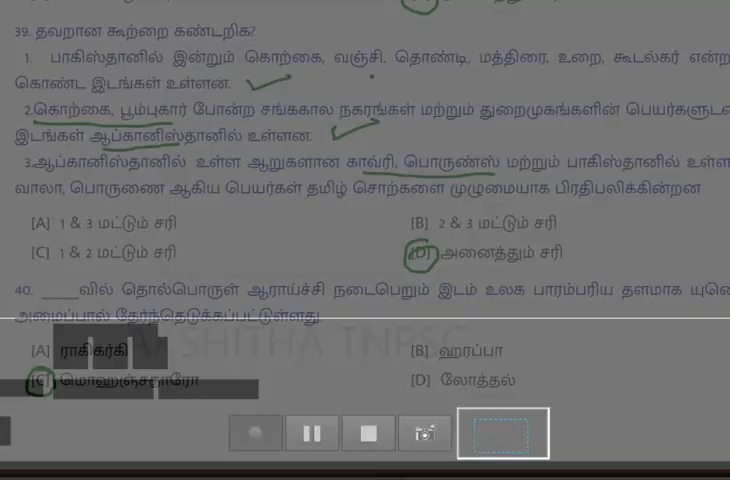 39. தவறான கூற்றை கண்டறிக?
1. பாகிஸ்தானில் இன்றும் கொற்கை, வஞ்சி, தொண்டி, மத்திரை, உறை, கூடல்கர் என்ற
கொண்ட இடங்கள் உள்ளன.
2.கொற்கை, பூம்புகார் போன்ற சங்ககால நகரங்கள் மற்றும் துறைமுகங்களின் பெயர்களுடன்
இடங்கள் ஆப்கானிஸ்தானில் உள்ளன.
3.ஆப்கானிஸ்தானில் உள்ள ஆறுகளான காவ்ரி, பொருண்ஸ் மற்றும் பாகிஸ்தானில் உள்ள
வாலா, பொருணை ஆகிய பெயர்கள் தமிழ் சொற்களை முழுமையாக பிரதிபலிக்கின்றன
[A] 1 & 3 மட்டும் சரி [B] 2 & 3 மட்டும் சரி
[C] 1 & 2 மட்டும் சரி [D] அனைத்தும் சரி
40. _____வில் தொல்பொருள் ஆராய்ச்சி நடைபெறும் இடம் உலக பாரம்பரிய தளமாக யுனெ
அமைப்பால் தேர்ந்தெடுக்கப்பட்டுள்ளது
AKSHITHA TNPSC
[A] ராகிகர்கி [B] ஹரப்பா
[C] மொஹஞ்சதாரோ [D] லோத்தல்